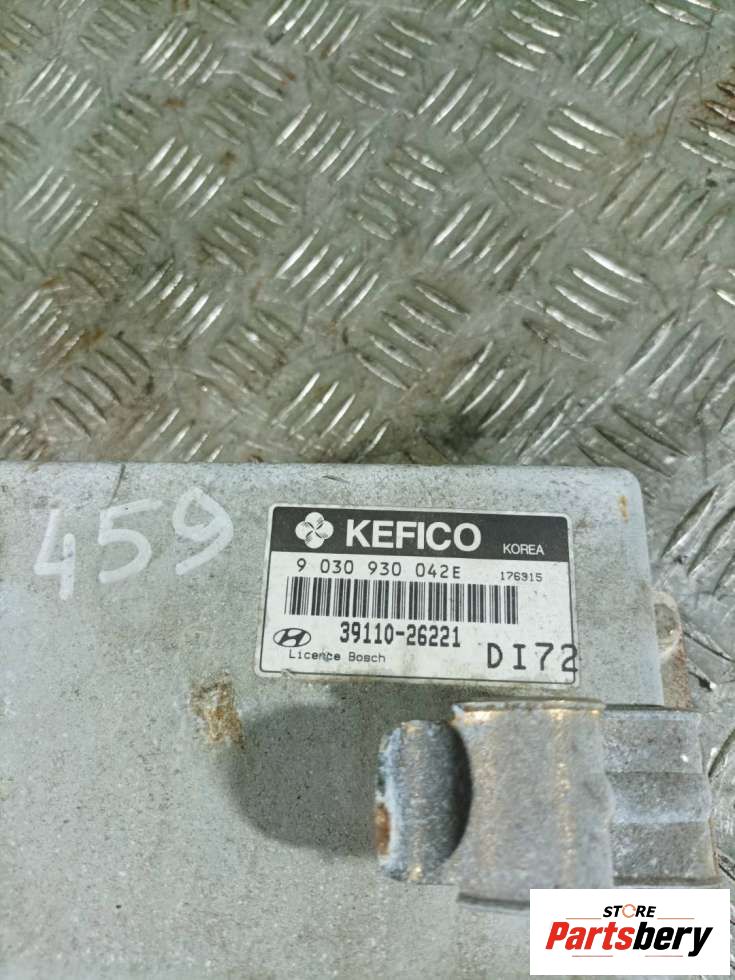 459
KEFICO KOREA
9 030 930 042E 176915
39110-26221
Licence Bosch DI72
STORE
Partsbery